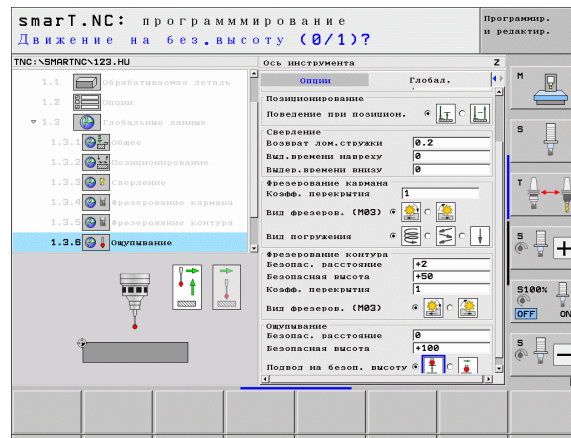 smarT.NC: программмирование
Программир.
и редактир.
Движение на без.высоту (0/1)?
TNC:\SMARTNC\123.HU
Ось инструмента Z
Опции Глобал.
1.1 Обрабатываемая деталь
1.2 Опции
1.3 Глобальные данные
1.3.1 Общее
1.3.2 Позиционирование
1.3.3 Сверление
1.3.4 Фрезерование кармана
1.3.5 Фрезерование контура
1.3.6 Ощупывание
Позиционирование
Поведение при позицион.
Сверление
Возврат лом.стружки 0.2
Выд.времени навреху 0
Выдер.времени внизу 0
Фрезерование кармана
Коэфф. перекрытия 1
Вид фрезеров. (M03)
Вид погружения
Фрезерование контура
Безопас. расстояние +2
Безопасная высота +50
Коэфф. перекрытия 1
Вид фрезеров. (M03)
Ощупывание
Безопас. расстояние 0
Безопасная высота +100
Подвод на безоп. высоту
M
S
T
S
S100%
OFF ON
S